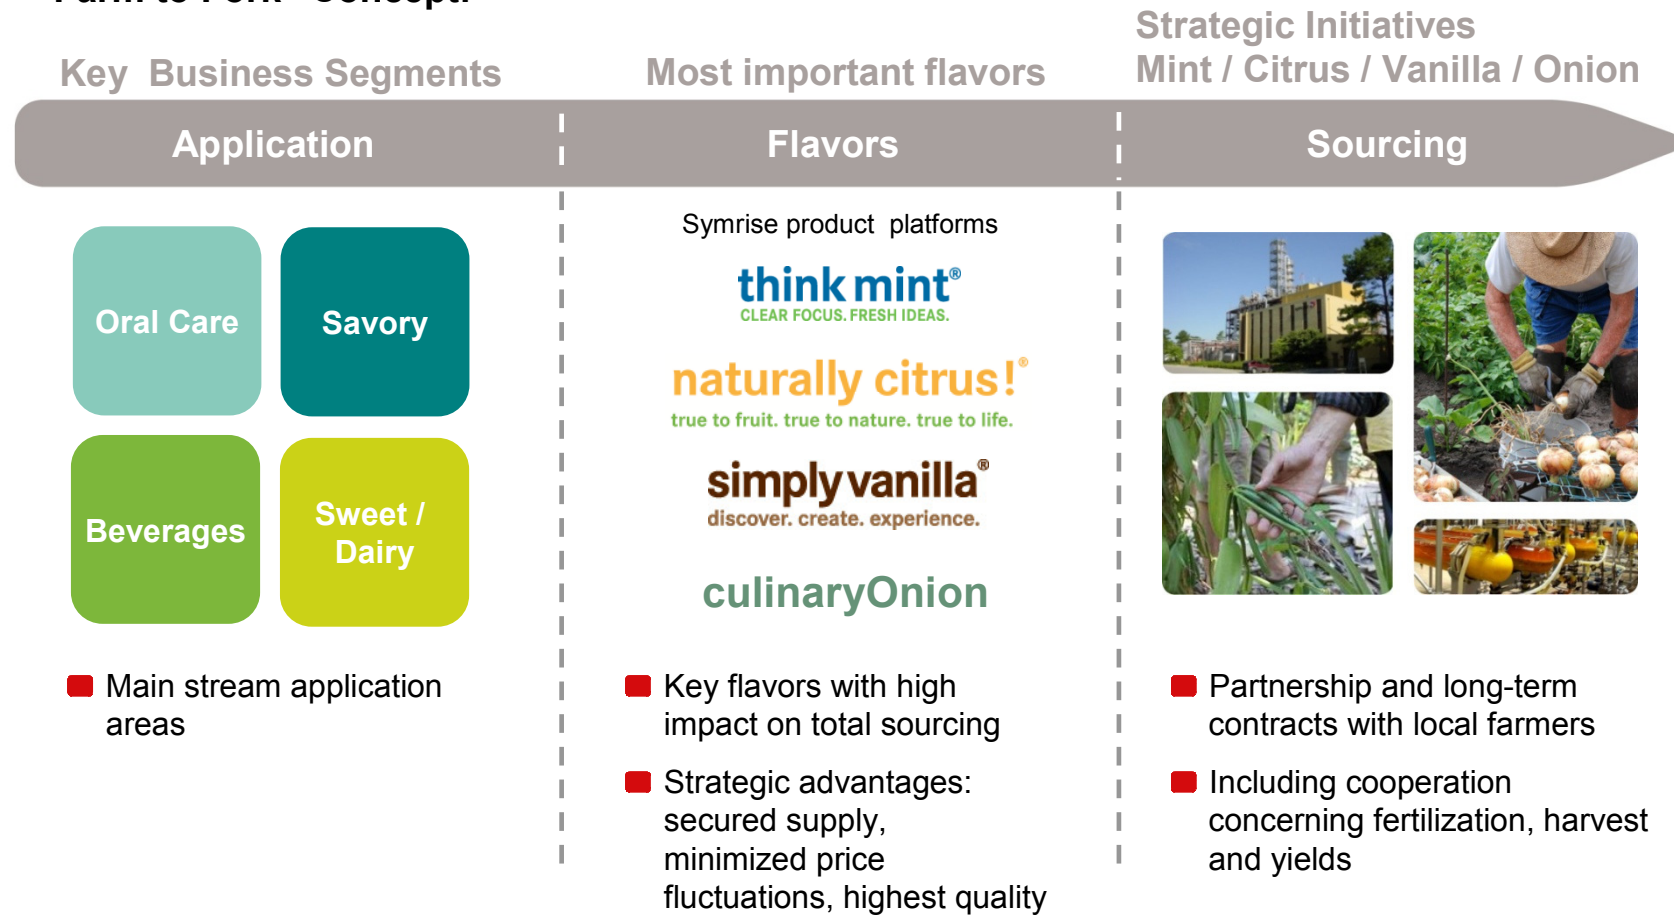 Farm to Fork" Concept:
Key Business Segments
Most important flavors
Strategic Initiatives
Mint / Citrus / Vanilla / Onion
Application
Flavors
Sourcing
Oral Care
Savory
Beverages
Sweet /
Dairy
Main stream application
areas
Symrise product platforms
think mint®
CLEAR FOCUS. FRESH IDEAS.
naturally citrus!®
true to fruit. true to nature. true to life.
simply vanilla®
discover. create. experience.
culinaryOnion
Key flavors with high
impact on total sourcing
Strategic advantages:
secured supply,
minimized price
fluctuations, highest quality
Partnership and long-term
contracts with local farmers
Including cooperation
concerning fertilization, harvest
and yields